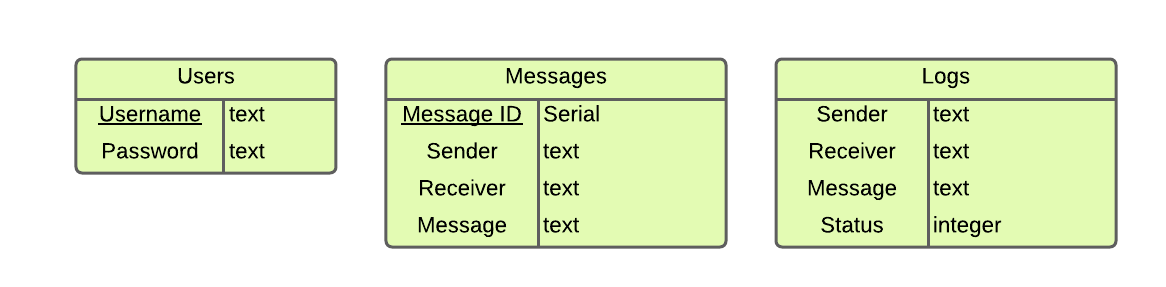 Users
Username text
Password text
Messages
Message ID Serial
Sender text
Receiver text
Message text
Logs
Sender text
Receiver text
Message text
Status integer